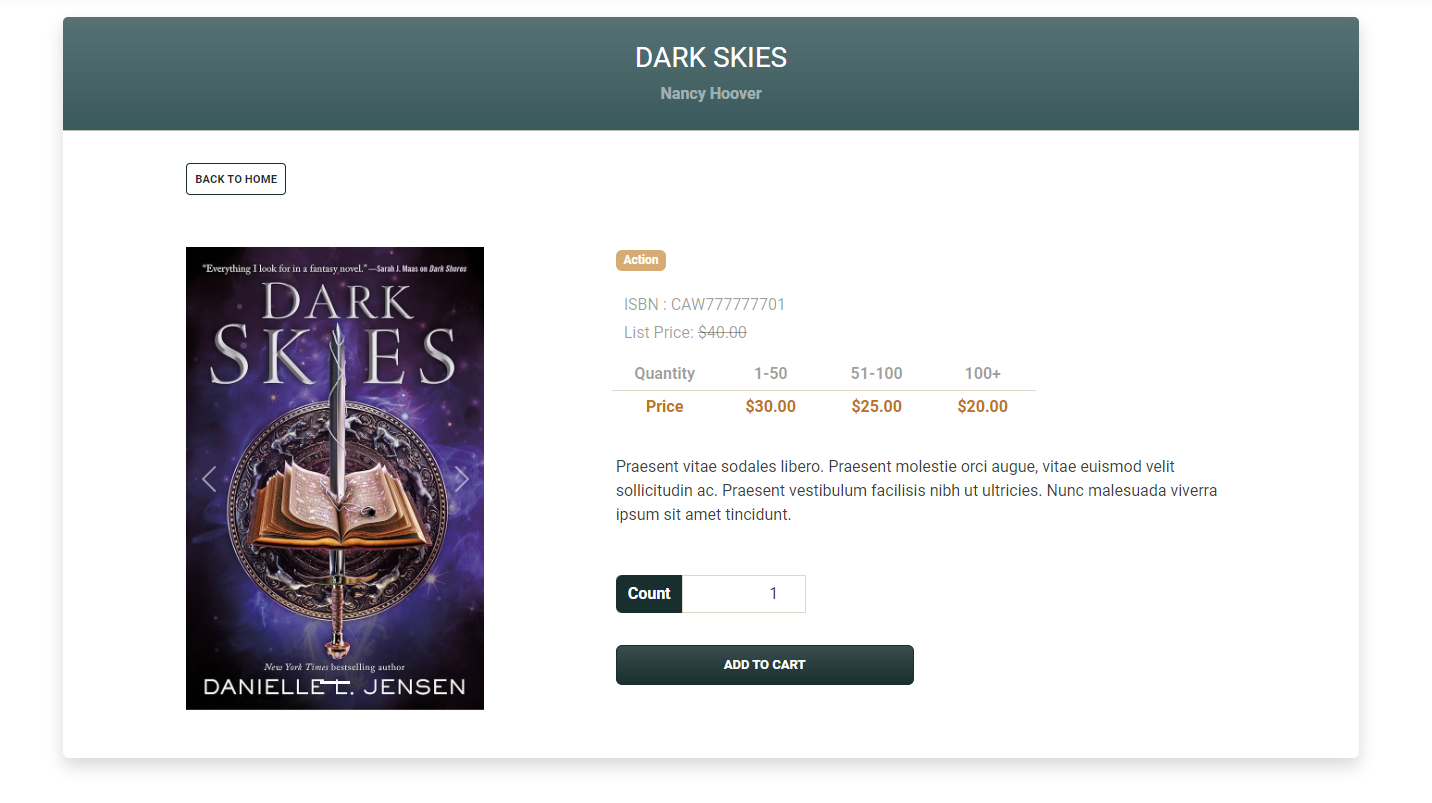 DARK SKIES
Nancy Hoover
BACK TO HOME
"Everything I look for in a fantasy novel." —Sarah J. Maas on Dark Shores
DARK
SKIES
New York Times bestselling author
DANIELLE L. JENSEN
Action
ISBN : CAW777777701
List Price: $40.00
Quantity 1-50 51-100 100+
Price $30.00 $25.00 $20.00
Praesent vitae sodales libero. Praesent molestie orci augue, vitae euismod velit
sollicitudin ac. Praesent vestibulum facilisis nibh ut ultricies. Nunc malesuada viverra
ipsum sit amet tincidunt.
Count 1
ADD TO CART